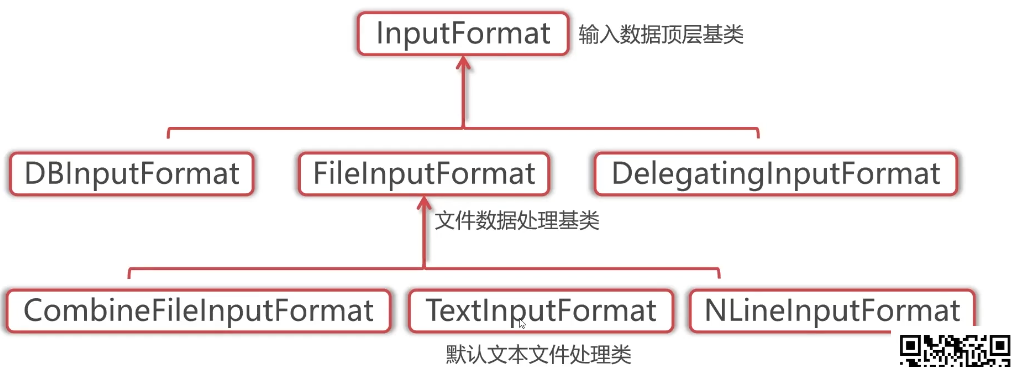 InputFormat 输入数据顶层基类
DBInputFormat FileInputFormat DelegatingInputFormat
文件数据处理基类
CombineFileInputFormat TextInputFormat NLineInputFormat
默认文本文件处理类